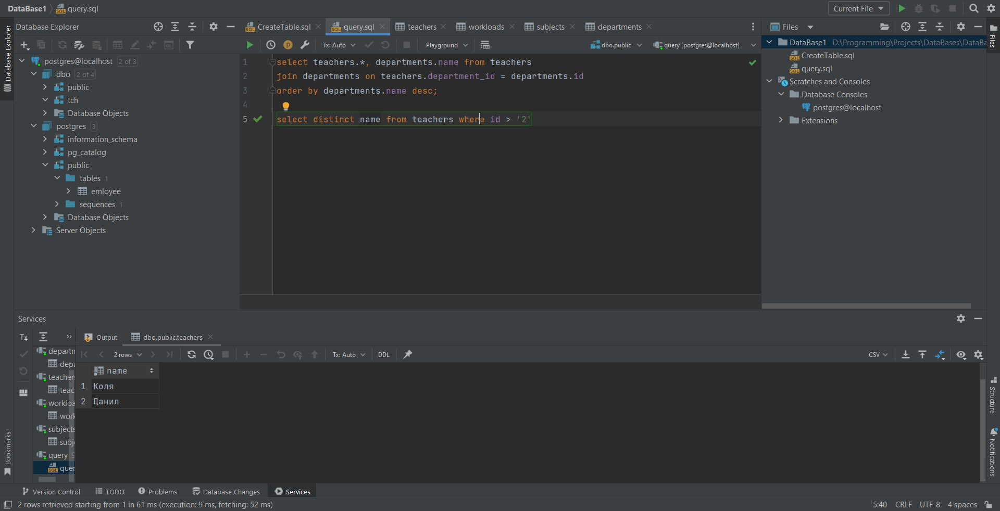 DataBase1 query.sql
Current File
Database Explorer
Database Explorer
CreateTable.sql
query.sql
teachers
workloads
subjects
departments
Tx: Auto
Playground
dbo.public
query [postgres@localhost]
postgres@localhost 2 of 3
dbo 2 of 4
public
tch
Database Objects
postgres 3
information_schema
pg_catalog
public
tables 1
emloyee
sequences 1
Database Objects
Server Objects
1 select teachers.*, departments.name from teachers
2 join departments on teachers.department_id = departments.id
3 order by departments.name desc;
4
5 select distinct name from teachers where id > '2'
Files
Files
DataBase1 D:\Programming\Projects\DataBases\DataBa
CreateTable.sql
query.sql
Scratches and Consoles
Database Consoles
postgres@localhost
Extensions
Services
Tx
Output
dbo.public.teachers
departm
depa
teachers
teac
workloa
work
subjects
subj
query 9
quer
2 rows
Tx: Auto
DDL
CSV
name
1 Коля
2 Данил
Structure
Notifications
Bookmarks
Version Control
TODO
Problems
Database Changes
Services
2 rows retrieved starting from 1 in 61 ms (execution: 9 ms, fetching: 52 ms)
5:40 CRLF UTF-8 4 spaces